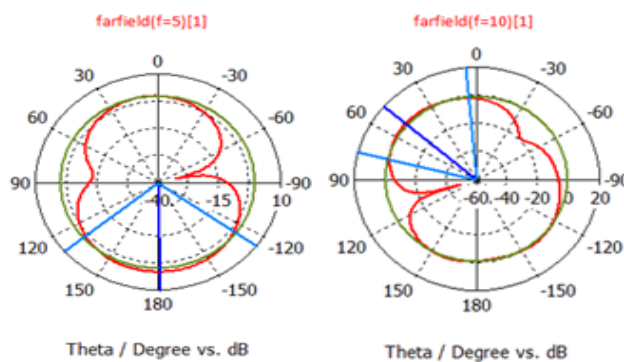 farfield(f=5)[1]
0
30 -30
60 -60
90 -90
-40 -15 10
120 -120
150 -150
180
Theta / Degree vs. dB
farfield(f=10)[1]
0
30 -30
60 -60
90 -90
-60 -40 -20 0 20
120 -120
150 -150
180
Theta / Degree vs. dB